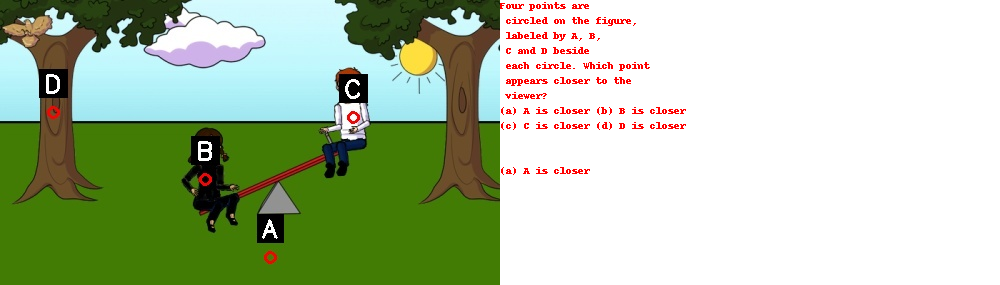 D
C
B
A
Four points are
circled on the figure,
labeled by A, B,
C and D beside
each circle. Which point
appears closer to the
viewer?
(a) A is closer (b) B is closer
(c) C is closer (d) D is closer
(a) A is closer